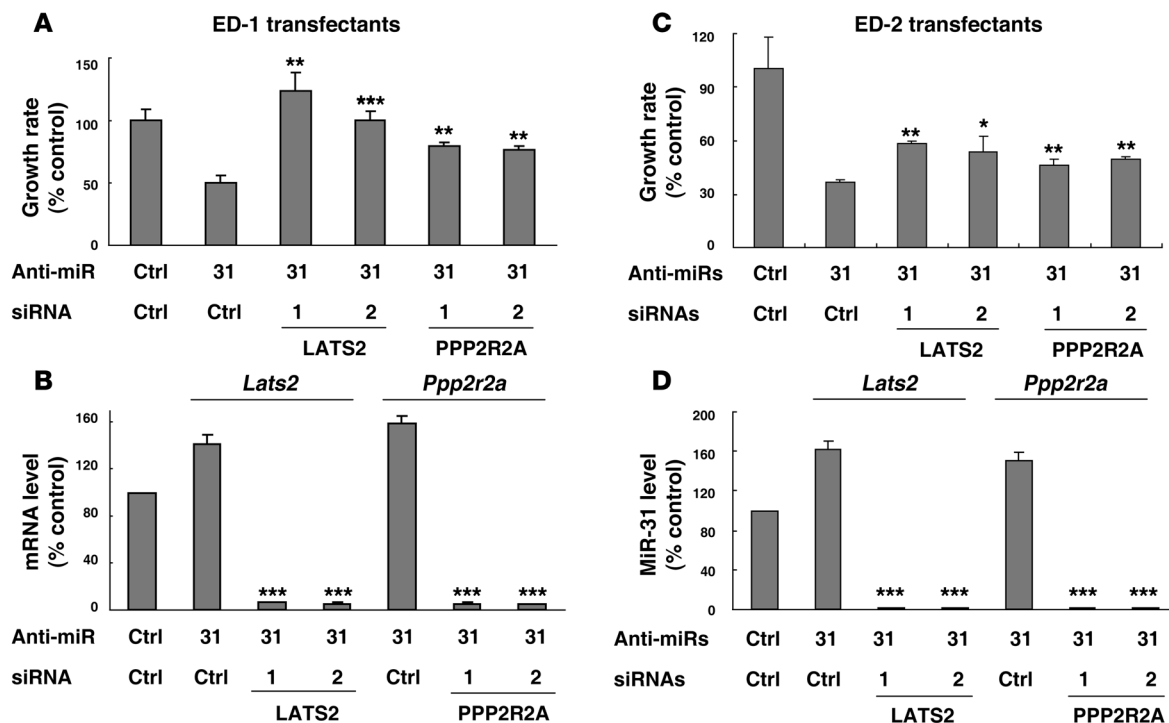 A
ED-1 transfectants
Growth rate
(% control)
150
100
50
0
** *** ** **
Anti-miR Ctrl 31 31 31 31 31
siRNA Ctrl Ctrl 1 2 1 2
LATS2 PPP2R2A
C
ED-2 transfectants
Growth rate
(% control)
120
90
60
30
0
** * ** **
Anti-miRs Ctrl 31 31 31 31 31
siRNAs Ctrl Ctrl 1 2 1 2
LATS2 PPP2R2A
B
Lats2 Ppp2r2a
mRNA level
(% control)
160
120
80
40
0
*** *** *** ***
Anti-miR Ctrl 31 31 31 31 31 31
siRNA Ctrl Ctrl 1 2 Ctrl 1 2
LATS2 PPP2R2A
D
Lats2 Ppp2r2a
MiR-31 level
(% control)
200
160
120
80
40
0
*** *** *** ***
Anti-miRs Ctrl 31 31 31 31 31 31
siRNAs Ctrl Ctrl 1 2 Ctrl 1 2
LATS2 PPP2R2A